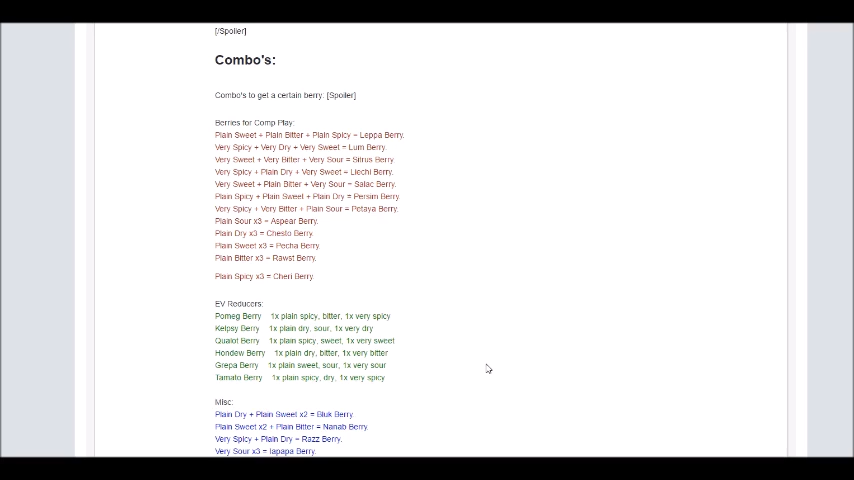 [/Spoiler]
Combo's:
Combo's to get a certain berry: [Spoiler]
Berries for Comp Play:
Plain Sweet + Plain Bitter + Plain Spicy = Leppa Berry.
Very Spicy + Very Dry + Very Sweet = Lum Berry.
Very Sweet + Very Bitter + Very Sour = Sitrus Berry
Very Spicy + Plain Dry + Very Sweet = Liechi Berry.
Very Sweet + Plain Bitter + Very Sour = Salac Berry.
Plain Spicy + Plain Sweet + Plain Dry = Persim Berry.
Very Spicy + Very Bitter + Plain Sour = Petaya Berry.
Plain Sour x3 = Aspear Berry.
Plain Dry x3 = Chesto Berry.
Plain Sweet x3 = Pecha Berry
Plain Bitter x3 = Rawst Berry.
Plain Spicy x3 = Cheri Berry.
EV Reducers:
Pomeg Berry 1x plain spicy, bitter, 1x very spicy
Kelpsy Berry 1x plain dry, sour, 1x very dry
Qualot Berry 1x plain spicy, sweet, 1x very sweet
Hondew Berry 1x plain dry, bitter, 1x very bitter
Grepa Berry 1x plain sweet, sour, 1x very sour
Tamato Berry 1x plain spicy, dry, 1x very spicy
Misc:
Plain Dry + Plain Sweet x2 = Bluk Berry
Plain Sweet x2 + Plain Bitter = Nanab Berry.
Very Spicy + Plain Dry = Razz Berry.
Very Sour x3 = Iapapa Berry.